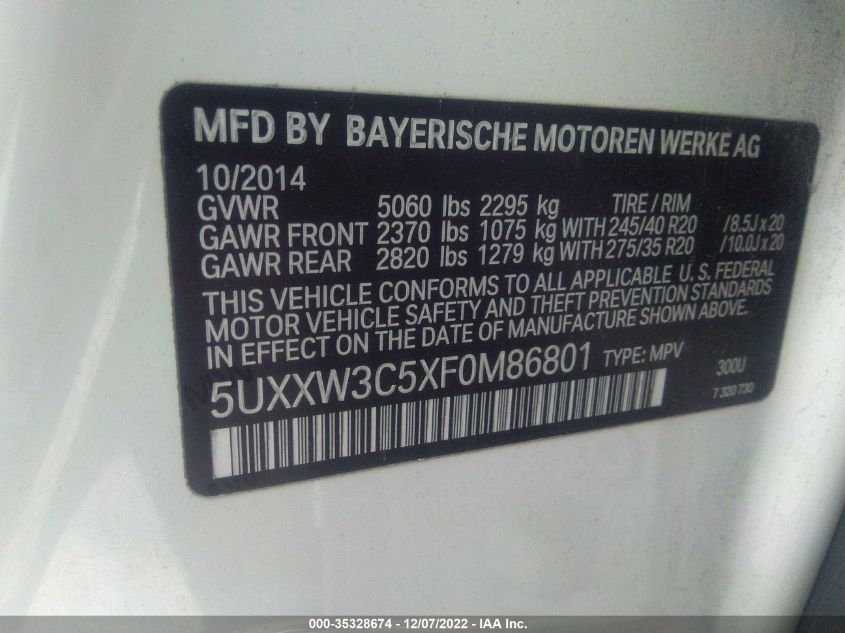 MFD BY BAYERISCHE MOTOREN WERKE AG
10/2014
GVWR 5060 lbs 2295 kg TIRE / RIM
GAWR FRONT 2370 lbs 1075 kg WITH 245/40 R20 /8.5J x 20
GAWR REAR 2820 lbs 1279 kg WITH 275/35 R20 /10.0J x 20
THIS VEHICLE CONFORMS TO ALL APPLICABLE U.S. FEDERAL
MOTOR VEHICLE SAFETY AND THEFT PREVENTION STANDARDS
IN EFFECT ON THE DATE OF MANUFACTURE SHOWN ABOVE.
5UXXW3C5XF0M86801 TYPE: MPV 300U
7 320 730
000-35328674 - 12/07/2022 - IAA Inc.